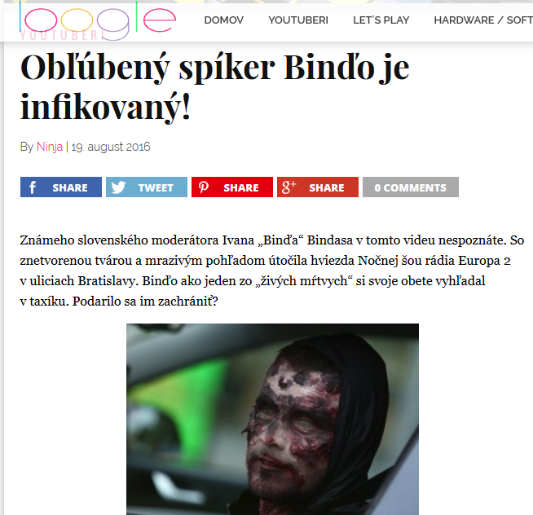 loogle
YOUTUBERI
DOMOV YOUTUBERI LET'S PLAY HARDWARE / SOFT
Obľúbený spíker Binďo je
infikovaný!
By Ninja | 19. august 2016
SHARE TWEET SHARE SHARE 0 COMMENTS
Známeho slovenského moderátora Ivana „Binďa“ Bindasa v tomto videu nespoznáte. So
znetvorenou tvárou a mrazivým pohľadom útočila hviezda Nočnej šou rádia Europa 2
v uliciach Bratislavy. Binďo ako jeden zo „živých mŕtvych“ si svoje obete vyhľadal
v taxíku. Podarilo sa im zachrániť?